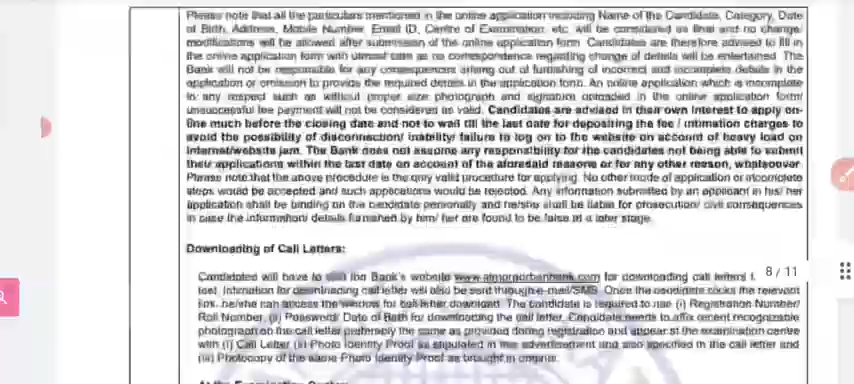 Please note that all the particulars mentioned in the online application including Name of the Candidate, Category, Date
of Birth, Address, Mobile Number, Email ID, Centre of Examination, etc. will be considered as final and no change/
modifications will be allowed after submission of the online application form. Candidates are therefore advised to fill in
the online application form with utmost care as no correspondence regarding change of details will be entertained. The
Bank will not be responsible for any consequences arising out of furnishing of incorrect and incomplete details in the
application or omission to provide the required details in the application form. An online application which is incomplete
in any respect such as without proper size photograph and signature uploaded in the online application form/
unsuccessful fee payment will not be considered as valid. Candidates are advised in their own interest to apply on-
line much before the closing date and not to wait till the last date for depositing the fee / intimation charges to
avoid the possibility of disconnection/ inability/ failure to log on to the website on account of heavy load on
internet/website jam. The Bank does not assume any responsibility for the candidates not being able to submit
their applications within the last date on account of the aforesaid reasons or for any other reason, whatsoever
Please note that the above procedure is the only valid procedure for applying. No other mode of application or incomplete
steps would be accepted and such applications would be rejected. Any information submitted by an applicant in his/ her
application shall be binding on the candidate personally and he/she shall be liable for prosecution/ civil consequences
in case the information/ details furnished by him/ her are found to be false at a later stage.
Downloading of Call Letters:
Candidates will have to visit the Bank's website for downloading call letters
8 / 11
test. Intimation for downloading call letter will also be sent through e-mail/SMS. Once the candidate clicks the relevant
link, he/she can access the window for call letter download. The candidate is required to use (i) Registration Number/
Roll Number, (ii) Password/ Date of Birth for downloading the call letter. Candidate needs to affix recent recognizable
photograph on the call letter preferably the same as provided during registration and appear at the examination centre
with (i) Call Letter (ii) Photo Identity Proof as stipulated in the advertisement and also specified in the call letter and
(iii) Photocopy of the same Photo Identity Proof as brought in original.